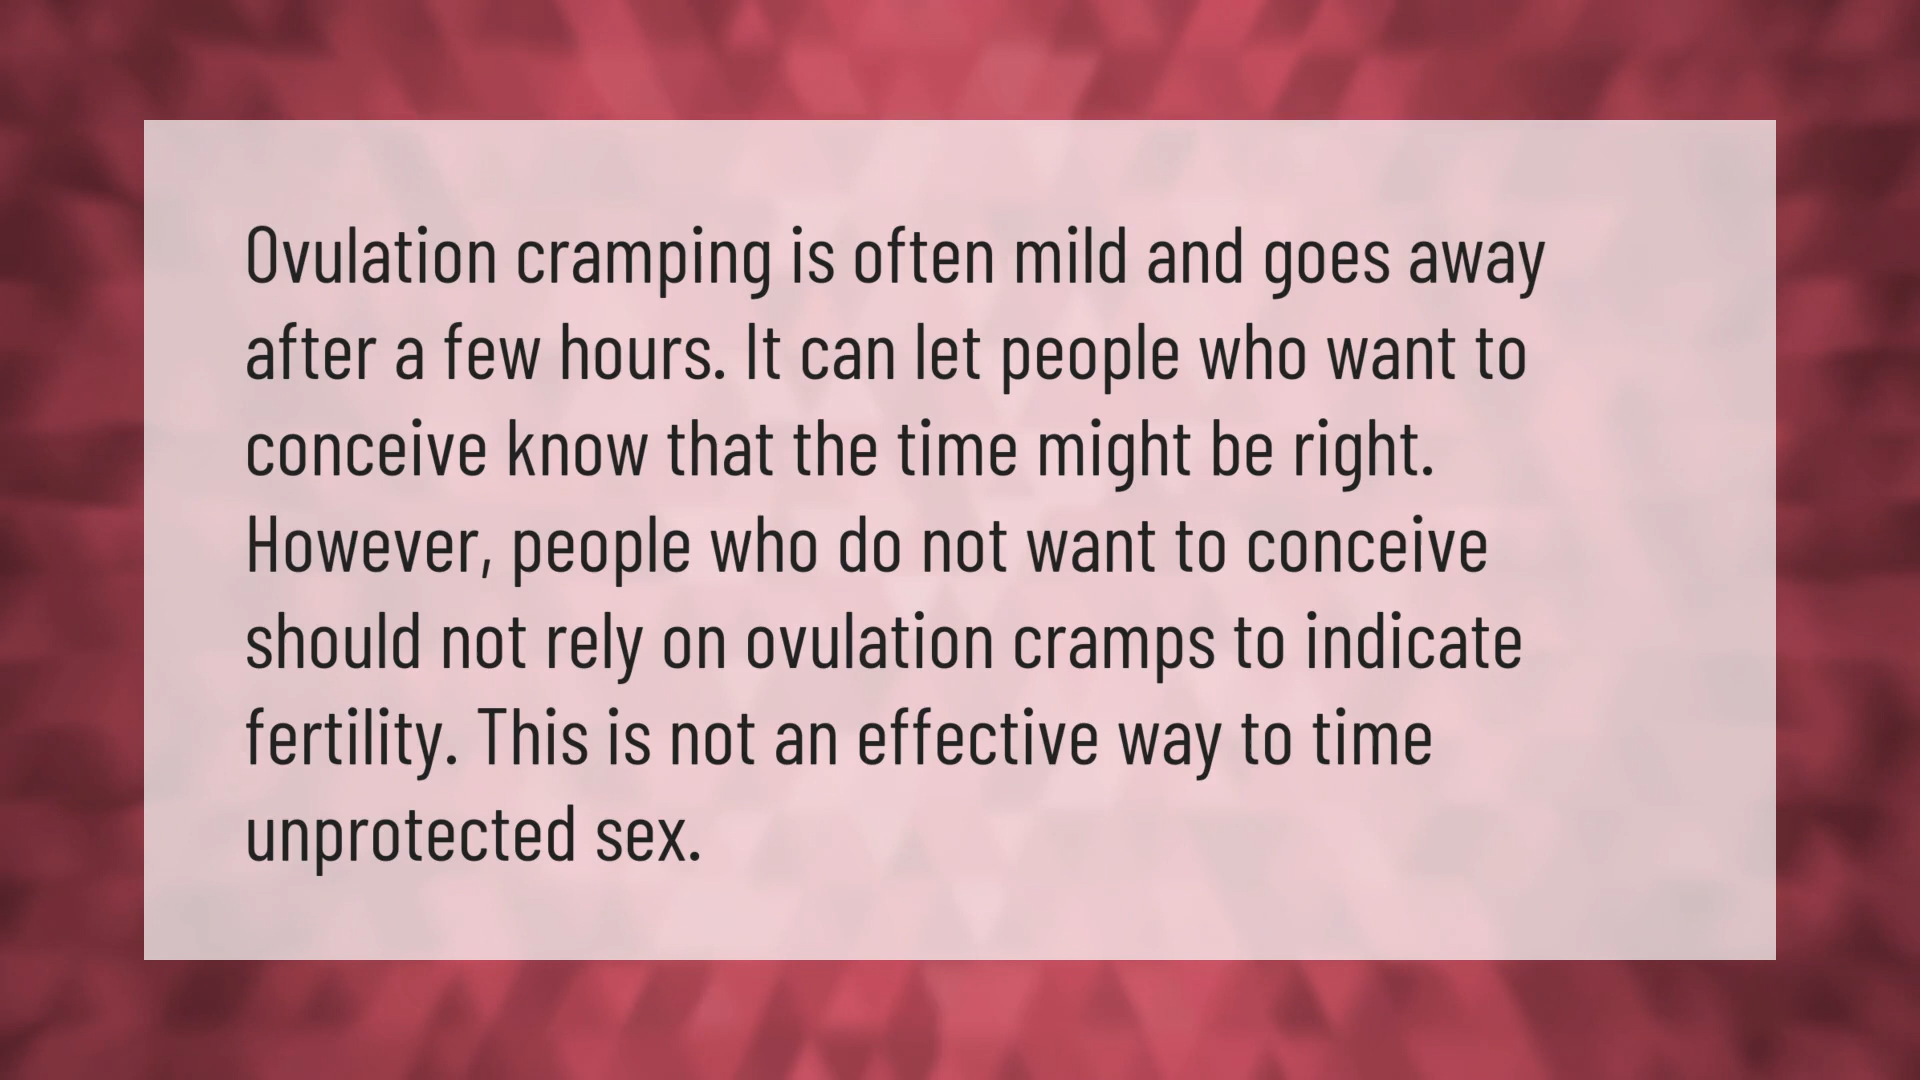 Ovulation cramping is often mild and goes away
after a few hours. It can let people who want to
conceive know that the time might be right.
However, people who do not want to conceive
should not rely on ovulation cramps to indicate
fertility. This is not an effective way to time
unprotected sex.